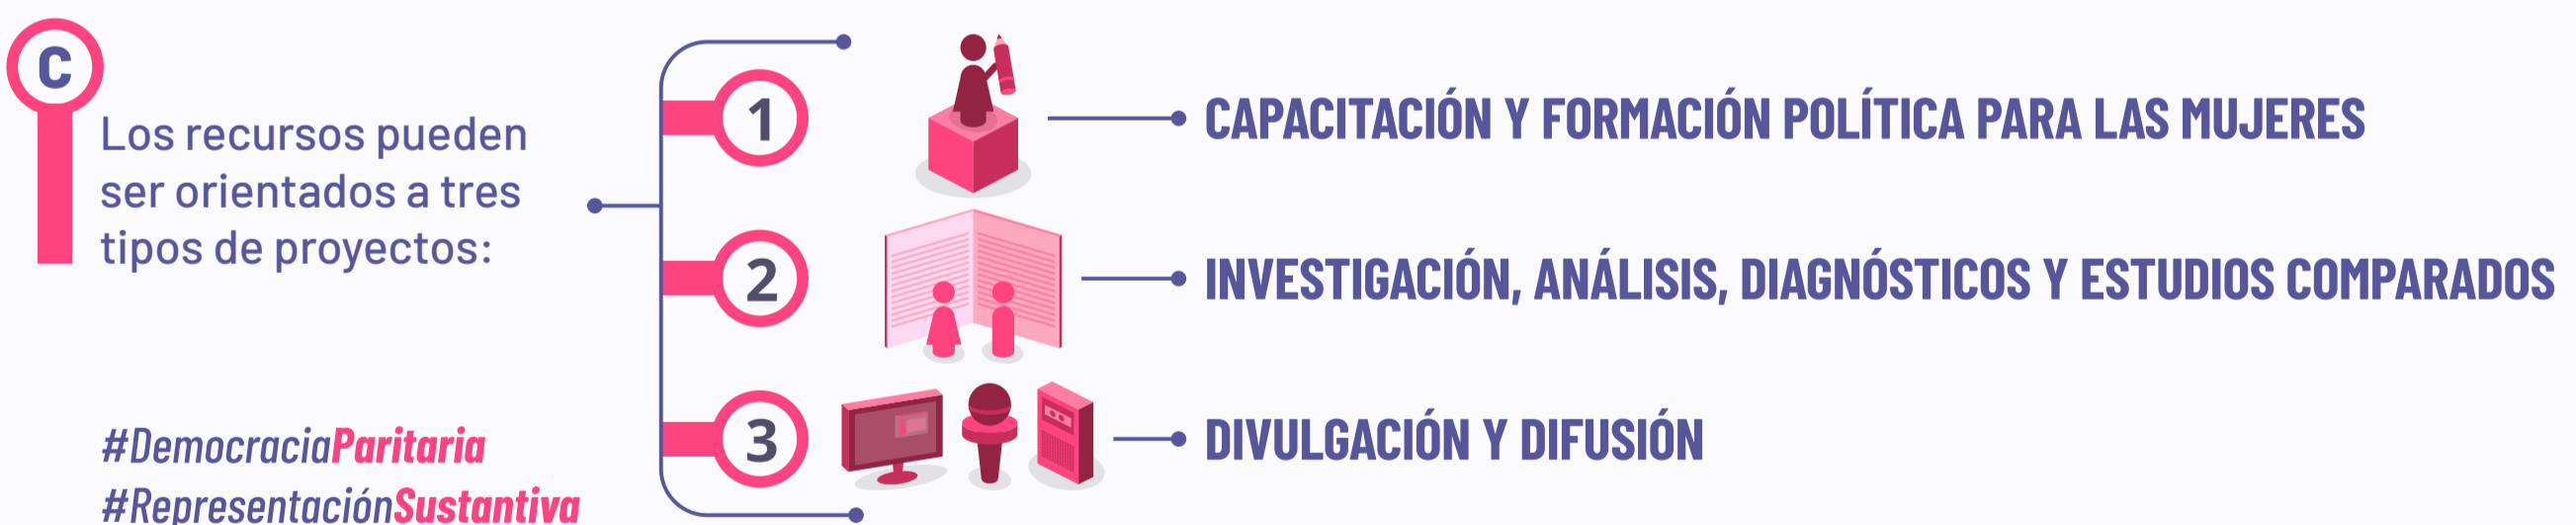 C
Los recursos pueden
ser orientados a tres
tipos de proyectos:
1
CAPACITACIÓN Y FORMACIÓN POLÍTICA PARA LAS MUJERES
2
INVESTIGACIÓN, ANÁLISIS, DIAGNÓSTICOS Y ESTUDIOS COMPARADOS
3
DIVULGACIÓN Y DIFUSIÓN
#DemocraciaParitaria
#RepresentaciónSustantiva